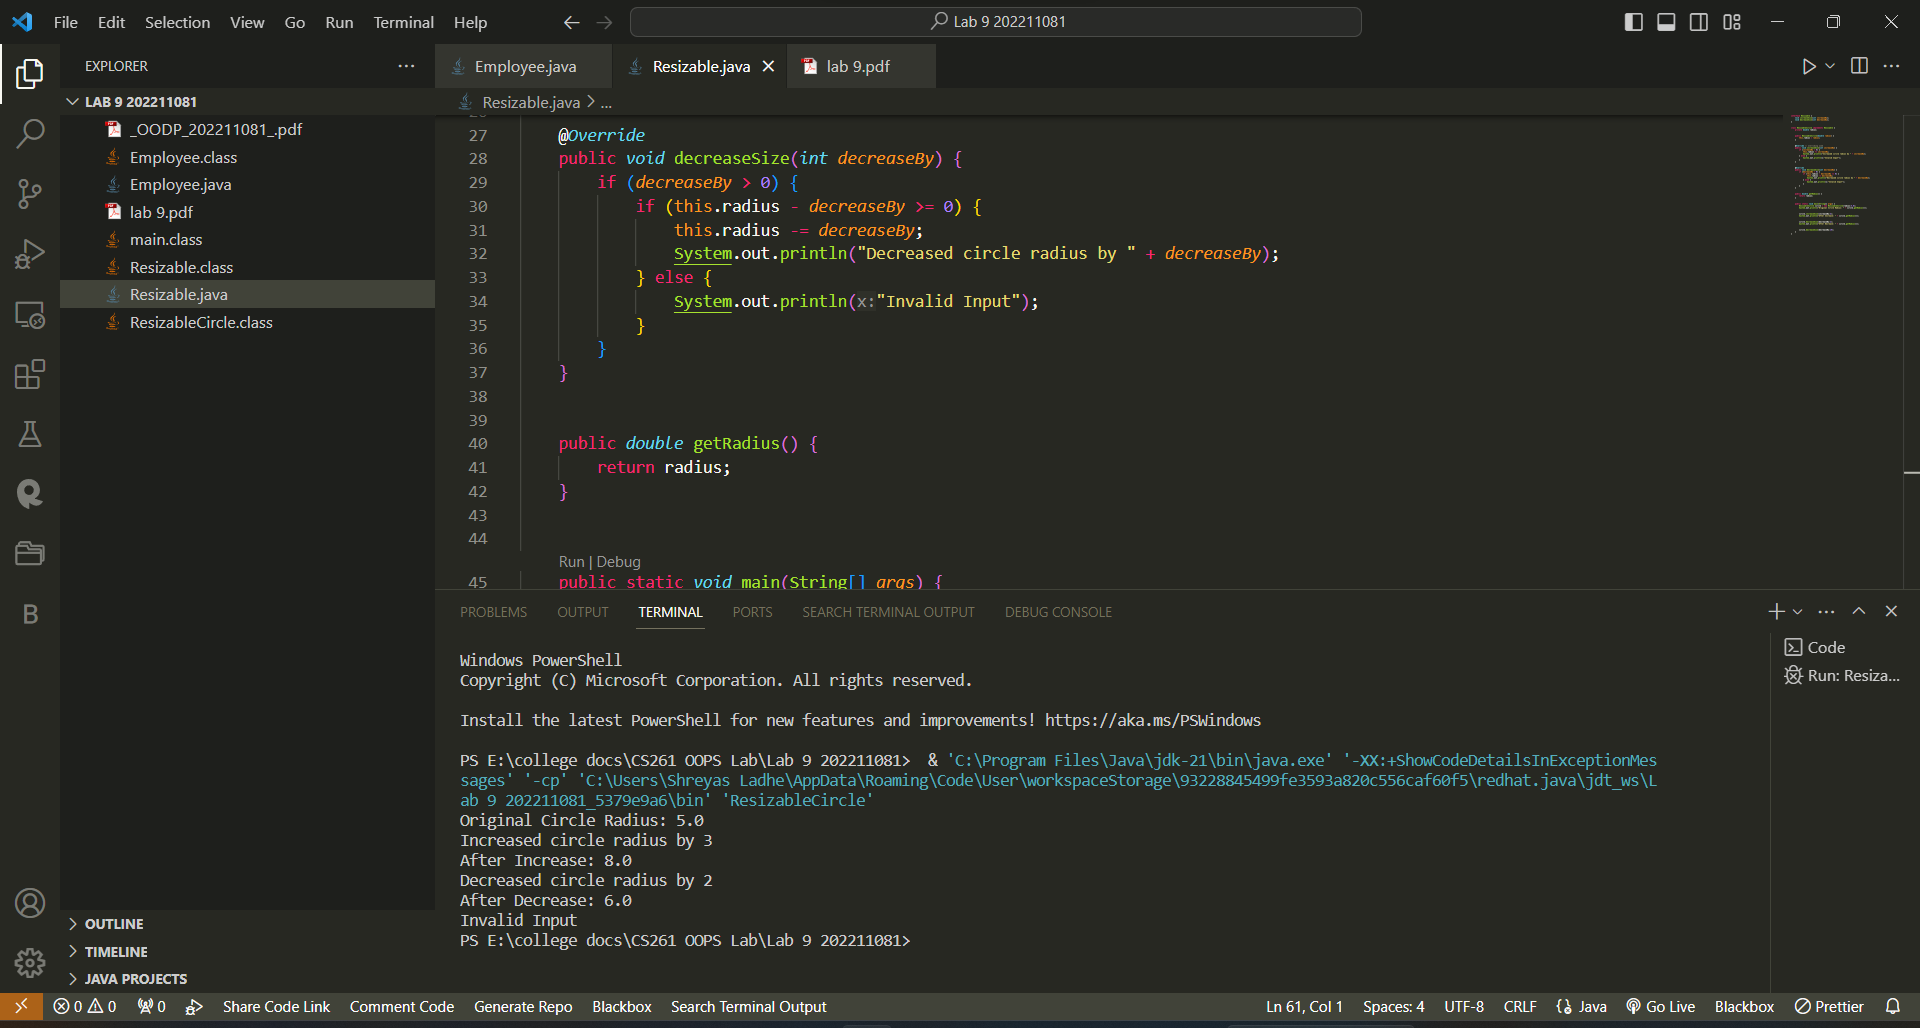 File Edit Selection View Go Run Terminal Help
Lab 9 202211081
EXPLORER
LAB 9 202211081
_OODP_202211081_.pdf
Employee.class
Employee.java
lab 9.pdf
main.class
Resizable.class
Resizable.java
ResizableCircle.class
OUTLINE
TIMELINE
JAVA PROJECTS
Employee.java Resizable.java lab 9.pdf
Resizable.java > ...
27 @Override
28 public void decreaseSize(int decreaseBy) {
29 if (decreaseBy > 0) {
30 if (this.radius - decreaseBy >= 0) {
31 this.radius -= decreaseBy;
32 System.out.println("Decreased circle radius by " + decreaseBy);
33 } else {
34 System.out.println(x:"Invalid Input");
35 }
36 }
37 }
38
39
40 public double getRadius() {
41 return radius;
42 }
43
44
Run | Debug
45 public static void main(String[] args) {
PROBLEMS OUTPUT TERMINAL PORTS SEARCH TERMINAL OUTPUT DEBUG CONSOLE
Windows PowerShell
Copyright (C) Microsoft Corporation. All rights reserved.
Install the latest PowerShell for new features and improvements! https://aka.ms/PSWindows
PS E:\college docs\CS261 OOPS Lab\Lab 9 202211081> & 'C:\Program Files\Java\jdk-21\bin\java.exe' '-XX:+ShowCodeDetailsInExceptionMes
sages' '-cp' 'C:\Users\Shreyas Ladhe\AppData\Roaming\Code\User\workspaceStorage\93228845499fe3593a820c556caf60f5\redhat.java\jdt_ws\L
ab 9 202211081_5379e9a6\bin' 'ResizableCircle'
Original Circle Radius: 5.0
Increased circle radius by 3
After Increase: 8.0
Decreased circle radius by 2
After Decrease: 6.0
Invalid Input
PS E:\college docs\CS261 OOPS Lab\Lab 9 202211081>
Code
Run: Resiza...
0 0 0 Share Code Link Comment Code Generate Repo Blackbox Search Terminal Output Ln 61, Col 1 Spaces: 4 UTF-8 CRLF Java Go Live Blackbox Prettier